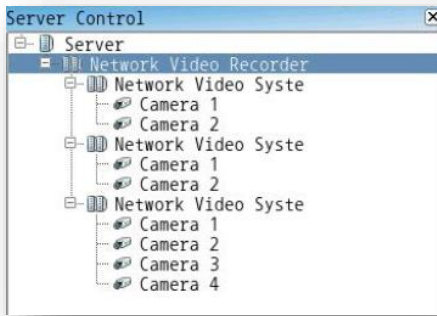 Server Control
Server
Network Video Recorder
Network Video Syste
Camera 1
Camera 2
Network Video Syste
Camera 1
Camera 2
Network Video Syste
Camera 1
Camera 2
Camera 3
Camera 4